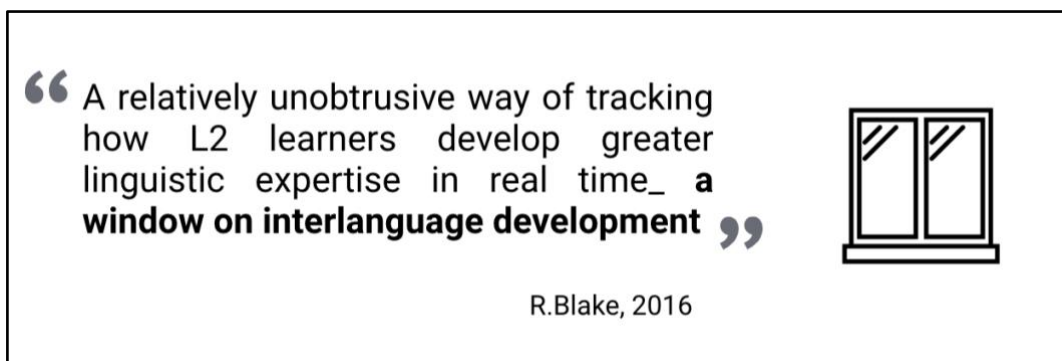 “ A relatively unobtrusive way of tracking
how L2 learners develop greater
linguistic expertise in real time_ a
window on interlanguage development ”
R.Blake, 2016